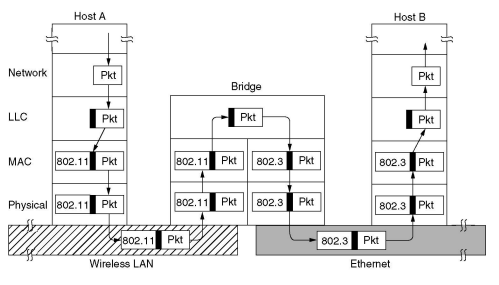 Host A
Host B
Network
Pkt
Pkt
Bridge
LLC
Pkt
Pkt
Pkt
MAC
802.11 Pkt
802.11 Pkt
802.3 Pkt
802.3 Pkt
Physical
802.11 Pkt
802.11 Pkt
802.3 Pkt
802.3 Pkt
802.11 Pkt
802.3 Pkt
Wireless LAN
Ethernet